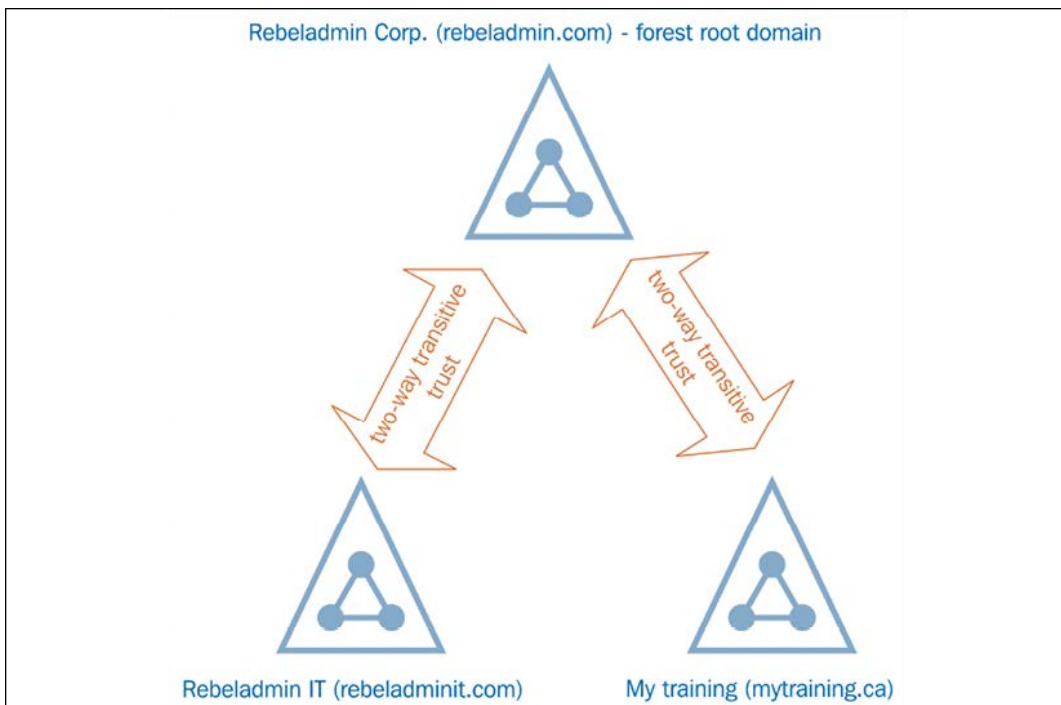 Rebeladmin Corp. (rebeladmin.com) - forest root domain
two-way transitive
trust
two-way transitive
trust
Rebeladmin IT (rebeladminit.com)
My training (mytraining.ca)